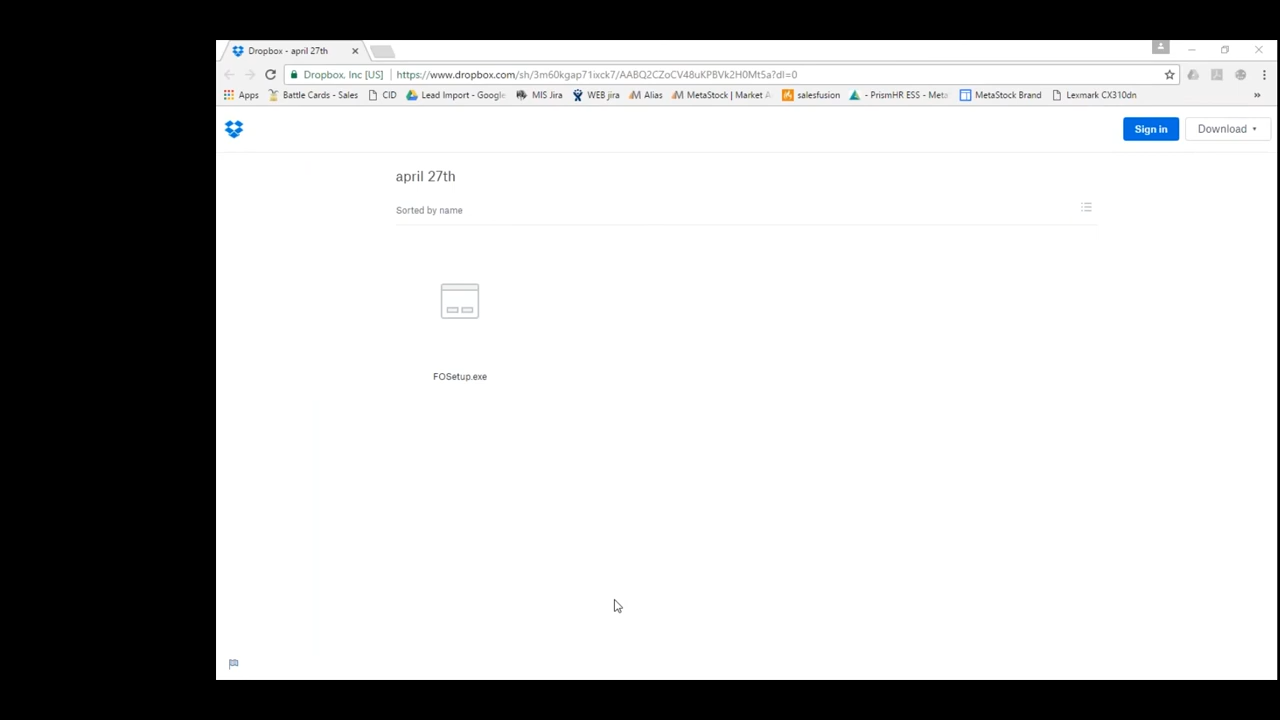 Dropbox - april 27th
Dropbox, Inc [US] https://www.dropbox.com/sh/3m60kgap71ixck7/AABQ2CZoCV48uKPBVk2H0Mt5a?dl=0
Apps Battle Cards - Sales CID Lead Import - Google MIS Jira WEB jira Alias MetaStock | Market A salesfusion - PrismHR ESS - Meta MetaStock Brand Lexmark CX310dn »
Sign in Download
april 27th
Sorted by name
FOSetup.exe